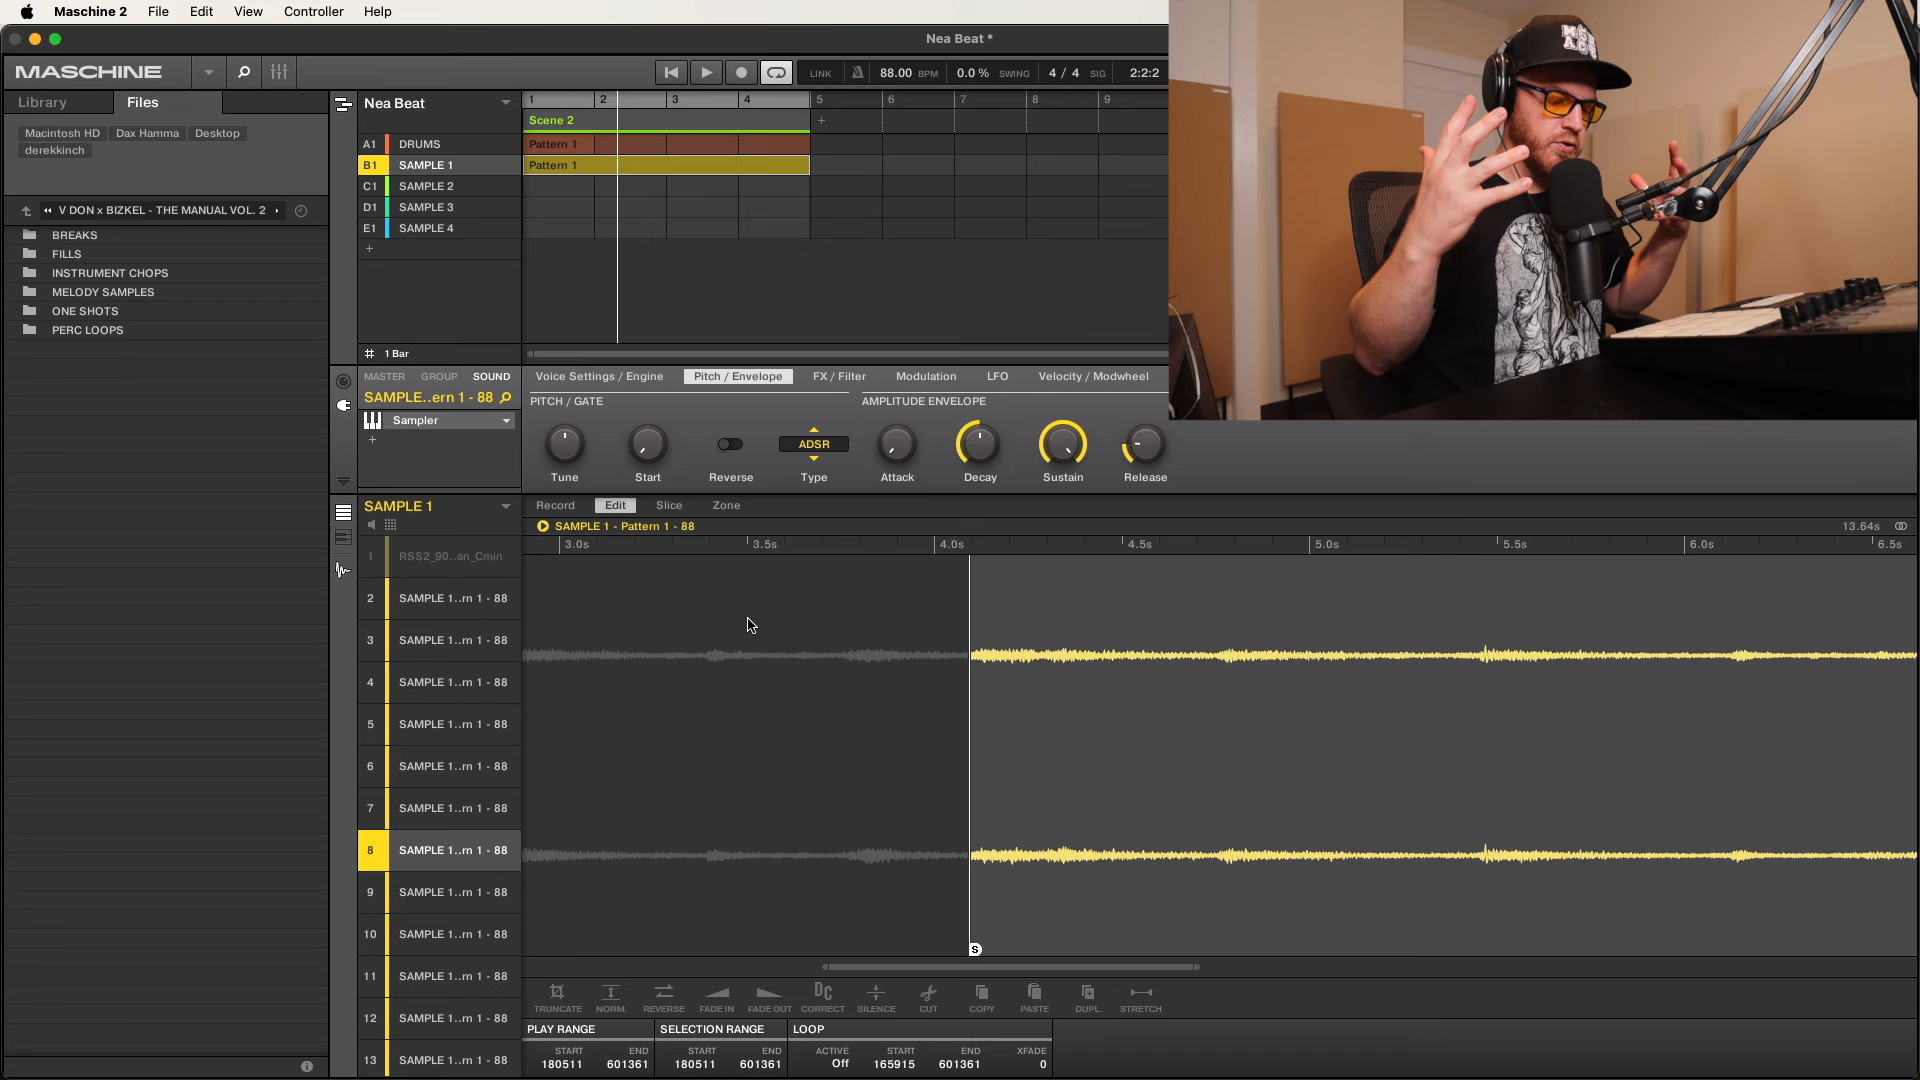 Maschine 2 File Edit View Controller Help
Nea Beat *
MASCHINE
LINK 88.00 BPM 0.0 % SWING 4 / 4 SIG 2:2:2
Library Files
Macintosh HD Dax Hamma Desktop
derekkinch
V DON x BIZKEL - THE MANUAL VOL. 2
BREAKS
FILLS
INSTRUMENT CHOPS
MELODY SAMPLES
ONE SHOTS
PERC LOOPS
Nea Beat
1 2 3 4 5 6 7 8 9
Scene 2 +
A1 DRUMS Pattern 1
B1 SAMPLE 1 Pattern 1
C1 SAMPLE 2
D1 SAMPLE 3
E1 SAMPLE 4
+
1 Bar
MASTER GROUP SOUND
SAMPLE..ern 1 - 88
Sampler
+
Voice Settings / Engine Pitch / Envelope FX / Filter Modulation LFO Velocity / Modwheel
PITCH / GATE AMPLITUDE ENVELOPE
ADSR
Tune Start Reverse Type Attack Decay Sustain Release
SAMPLE 1
Record Edit Slice Zone
SAMPLE 1 - Pattern 1 - 88 13.64s
3.0s 3.5s 4.0s 4.5s 5.0s 5.5s 6.0s 6.5s
1 RSS2_90..an_Cmin
2 SAMPLE 1..rn 1 - 88
3 SAMPLE 1..rn 1 - 88
4 SAMPLE 1..rn 1 - 88
5 SAMPLE 1..rn 1 - 88
6 SAMPLE 1..rn 1 - 88
7 SAMPLE 1..rn 1 - 88
8 SAMPLE 1..rn 1 - 88
9 SAMPLE 1..rn 1 - 88
10 SAMPLE 1..rn 1 - 88
11 SAMPLE 1..rn 1 - 88
12 SAMPLE 1..rn 1 - 88
13 SAMPLE 1..rn 1 - 88
S
DC
TRUNCATE NORM. REVERSE FADE IN FADE OUT CORRECT SILENCE CUT COPY PASTE DUPL. STRETCH
PLAY RANGE SELECTION RANGE LOOP
START END START END ACTIVE START END XFADE
180511 601361 180511 601361 Off 165915 601361 0